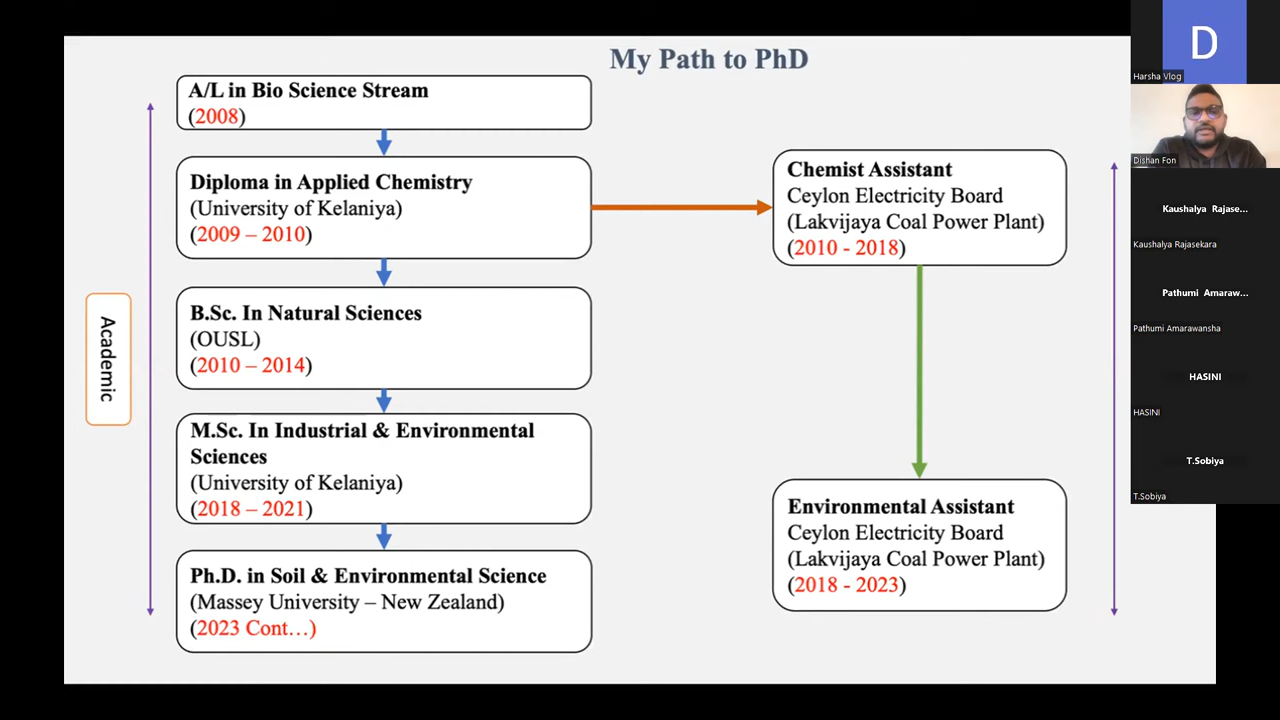 My Path to PhD
A/L in Bio Science Stream
(2008)
Diploma in Applied Chemistry
(University of Kelaniya)
(2009 – 2010)
B.Sc. In Natural Sciences
(OUSL)
(2010 – 2014)
M.Sc. In Industrial & Environmental
Sciences
(University of Kelaniya)
(2018 – 2021)
Ph.D. in Soil & Environmental Science
(Massey University – New Zealand)
(2023 Cont…)
Academic
Chemist Assistant
Ceylon Electricity Board
(Lakvijaya Coal Power Plant)
(2010 - 2018)
Environmental Assistant
Ceylon Electricity Board
(Lakvijaya Coal Power Plant)
(2018 - 2023)
D
Harsha Vlog
Dishan Fon
Kaushalya Rajase...
Kaushalya Rajasekara
Pathumi Amaraw...
Pathumi Amarawansha
HASINI
HASINI
T.Sobiya
T.Sobiya